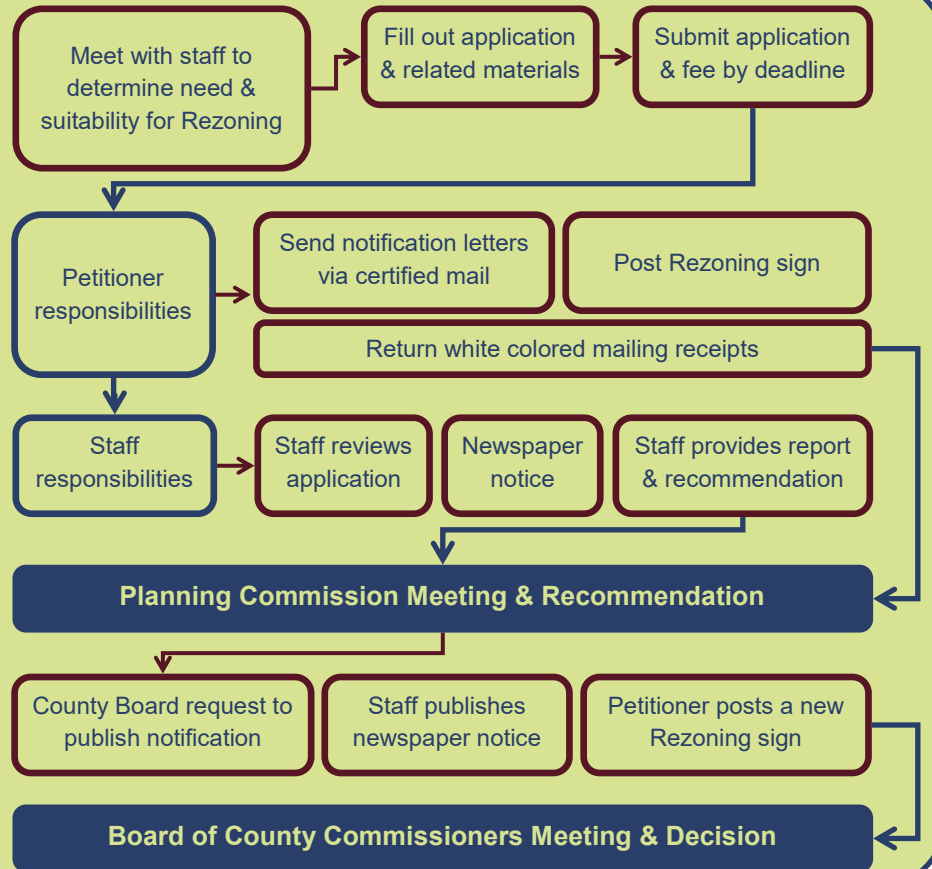 Meet with staff to
determine need &
suitability for Rezoning
Fill out application
& related materials
Submit application
& fee by deadline
Petitioner
responsibilities
Send notification letters
via certified mail
Post Rezoning sign
Return white colored mailing receipts
Staff
responsibilities
Staff reviews
application
Newspaper
notice
Staff provides report
& recommendation
Planning Commission Meeting & Recommendation
County Board request to
publish notification
Staff publishes
newspaper notice
Petitioner posts a new
Rezoning sign
Board of County Commissioners Meeting & Decision